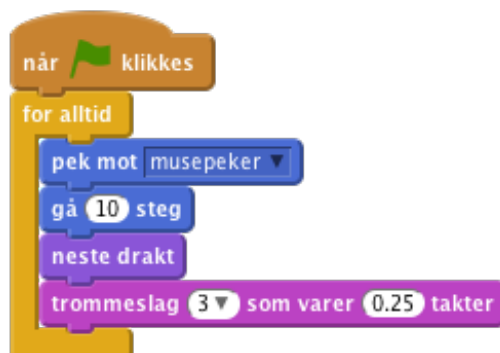 når klikkes
for alltid
pek mot musepeker
gå 10 steg
neste drakt
trommeslag 3 som varer 0.25 takter